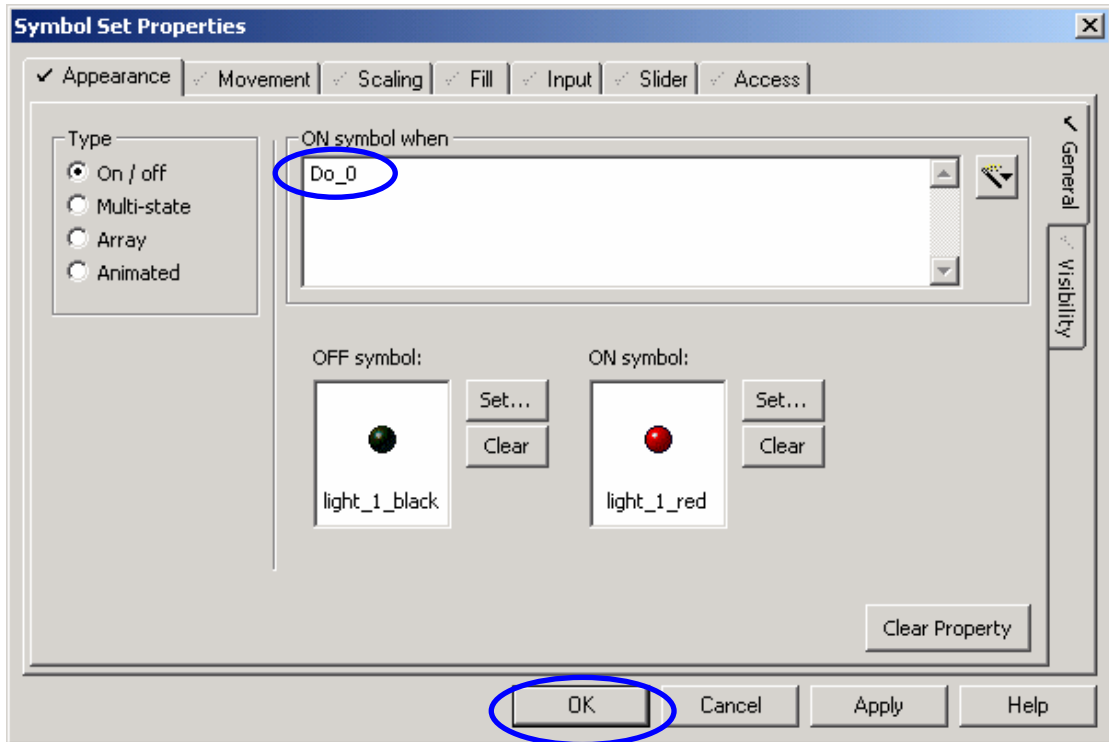 Symbol Set Properties
Appearance Movement Scaling Fill Input Slider Access
Type
On / off
Multi-state
Array
Animated
ON symbol when
Do_0
General
Visibility
OFF symbol:
Set...
Clear
light_1_black
ON symbol:
Set...
Clear
light_1_red
Clear Property
OK Cancel Apply Help